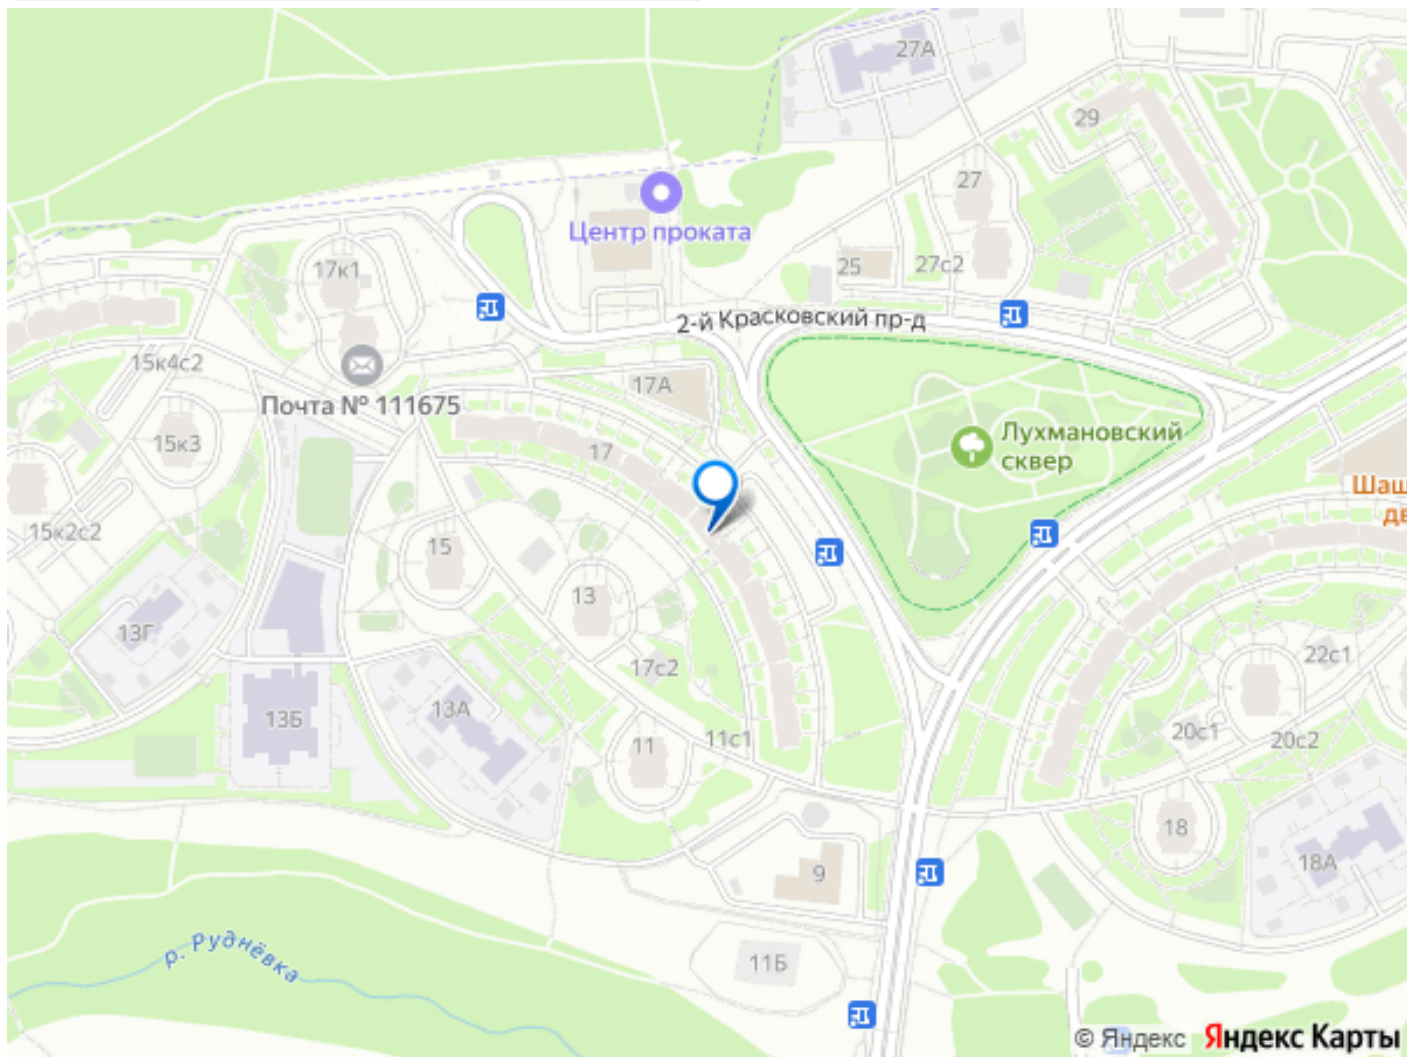 27А
29
27
Центр проката
17к1
25
27с2
2-й Красковский пр-д
15к4с2
17А
Почта № 111675
Лухмановский
сквер
15к3
17
Шаш
дв
15к2с2
15
13
13Г
17с2
22с1
13А
13Б
11
11с1
20с1
20с2
18
18А
9
р. Руднёвка
11Б
© Яндекс Яндекс Карты